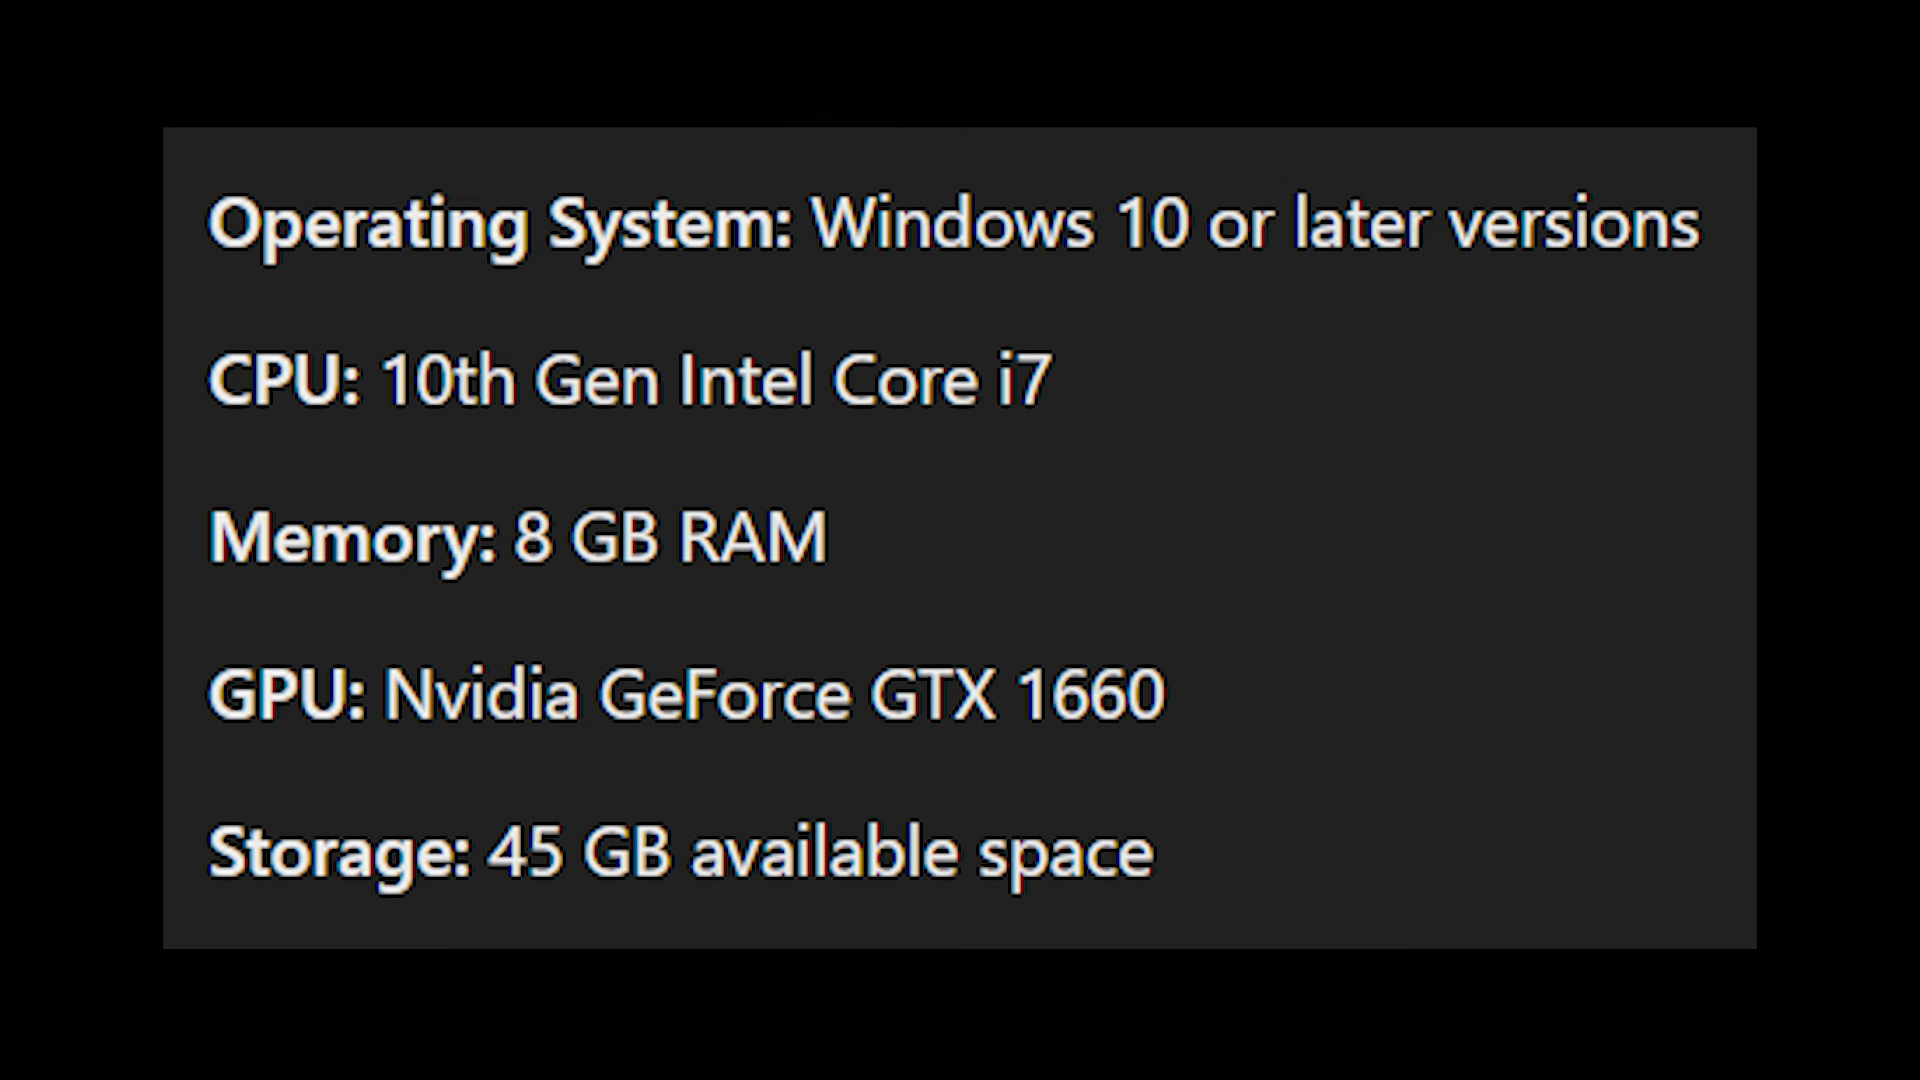 Operating System: Windows 10 or later versions
CPU: 10th Gen Intel Core i7
Memory: 8 GB RAM
GPU: Nvidia GeForce GTX 1660
Storage: 45 GB available space